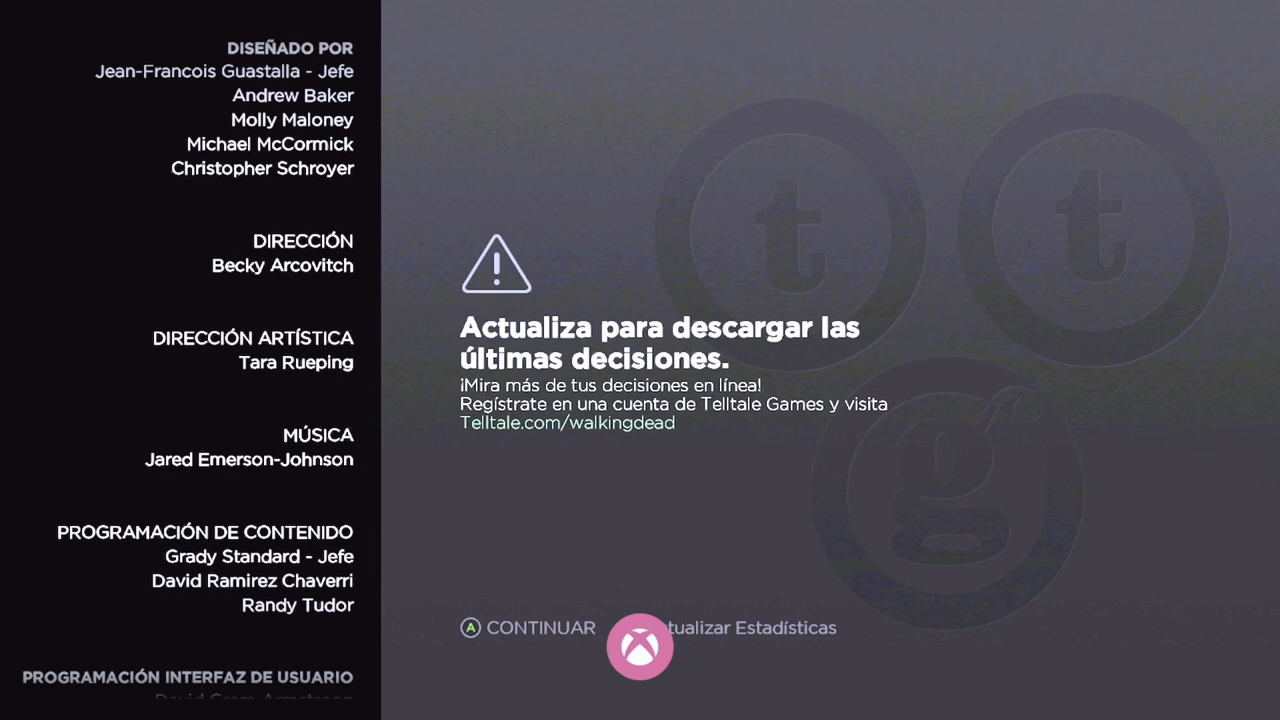 DISEÑADO POR
Jean-Francois Guastalla - Jefe
Andrew Baker
Molly Maloney
Michael McCormick
Christopher Schroyer
DIRECCIÓN
Becky Arcovitch
DIRECCIÓN ARTÍSTICA
Tara Rueping
MÚSICA
Jared Emerson-Johnson
PROGRAMACIÓN DE CONTENIDO
Grady Standard - Jefe
David Ramirez Chaverri
Randy Tudor
PROGRAMACIÓN INTERFAZ DE USUARIO
t t g
!
Actualiza para descargar las
últimas decisiones.
¡Mira más de tus decisiones en línea!
Regístrate en una cuenta de Telltale Games y visita
Telltale.com/walkingdead
A CONTINUAR tualizar Estadísticas